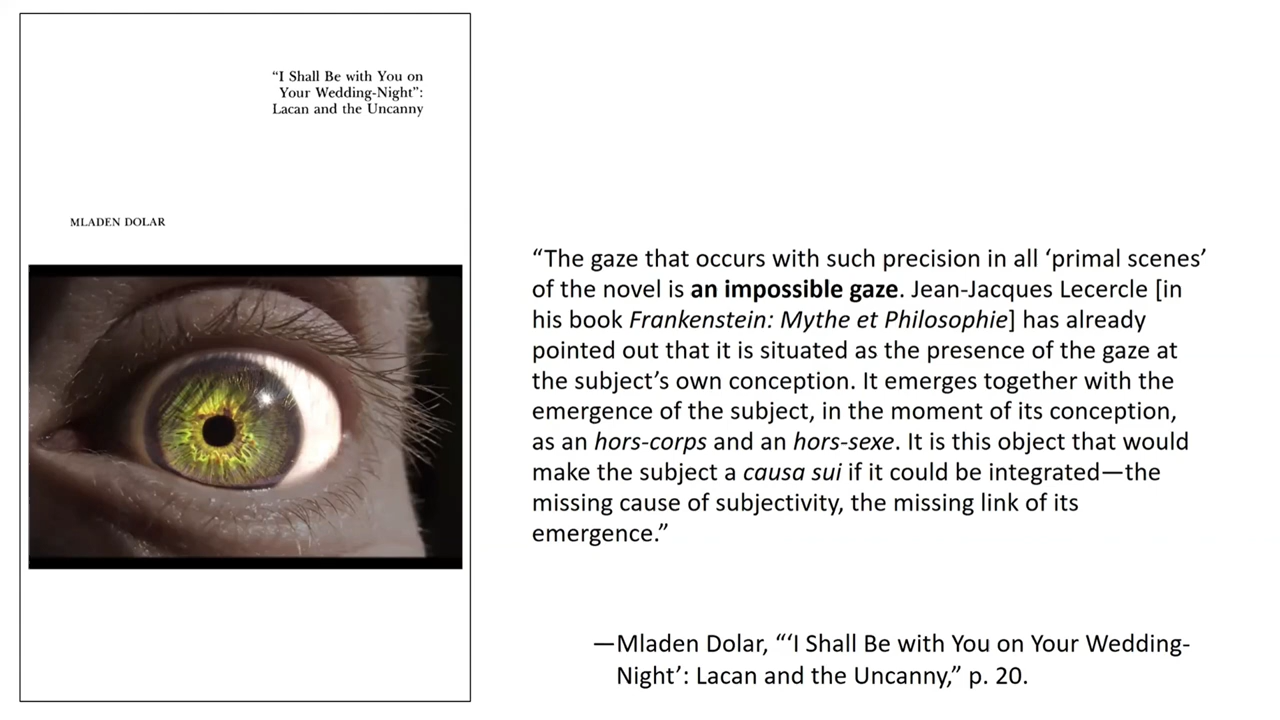 “I Shall Be with You on
Your Wedding-Night”:
Lacan and the Uncanny
MLADEN DOLAR
“The gaze that occurs with such precision in all ‘primal scenes’
of the novel is an impossible gaze. Jean-Jacques Lecercle [in
his book Frankenstein: Mythe et Philosophie] has already
pointed out that it is situated as the presence of the gaze at
the subject’s own conception. It emerges together with the
emergence of the subject, in the moment of its conception,
as an hors-corps and an hors-sexe. It is this object that would
make the subject a causa sui if it could be integrated—the
missing cause of subjectivity, the missing link of its
emergence.”
—Mladen Dolar, “‘I Shall Be with You on Your Wedding-
Night’: Lacan and the Uncanny,” p. 20.